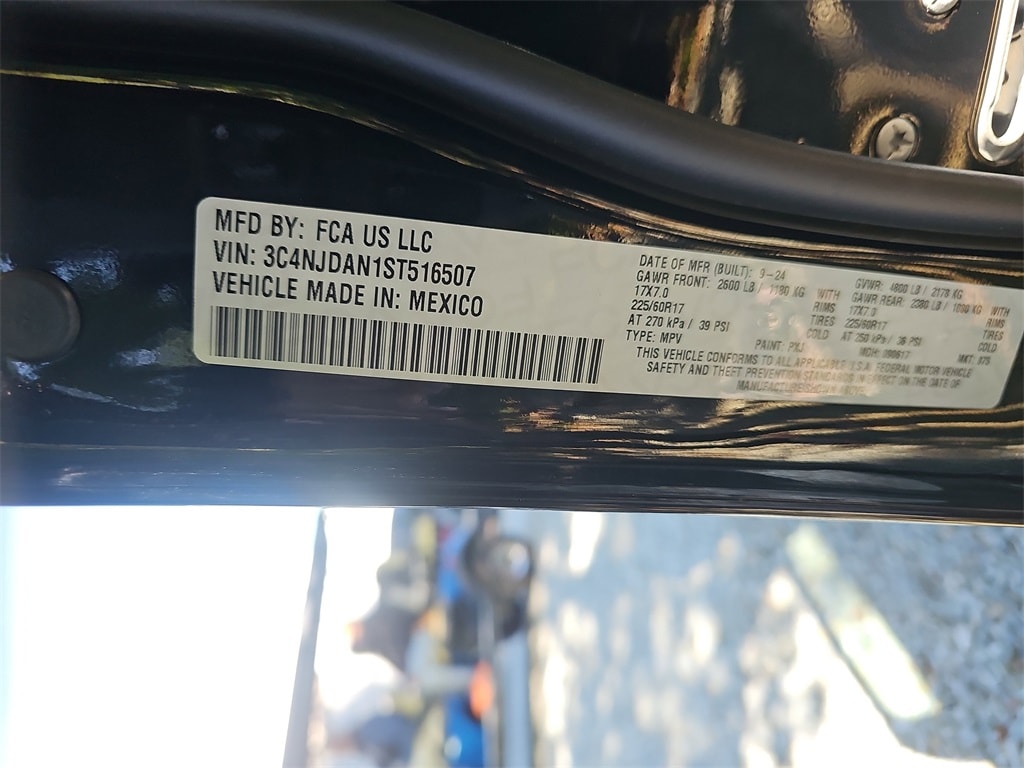 MFD BY: FCA US LLC
VIN: 3C4NJDAN1ST516507
VEHICLE MADE IN: MEXICO
DATE OF MFR (BUILT): 9-24 GVWR: 4800 LB / 2178 KG
GAWR FRONT: 2600 LB / 1180 KG WITH GAWR REAR: 2380 LB / KG WITH
17X7.0 RIMS 17X7.0 RIMS
225/60R17 TIRES 225/60R17 TIRES
AT 270 kPa / 39 PSI COLD AT 250 kPa / PSI COLD
TYPE: MPV PAINT: PXJ MDH: MKT:
THIS VEHICLE CONFORMS TO ALL APPLICABLE U.S.A. FEDERAL MOTOR VEHICLE
SAFETY AND THEFT PREVENTION STANDARDS IN EFFECT ON THE DATE OF
MANUFACTURE